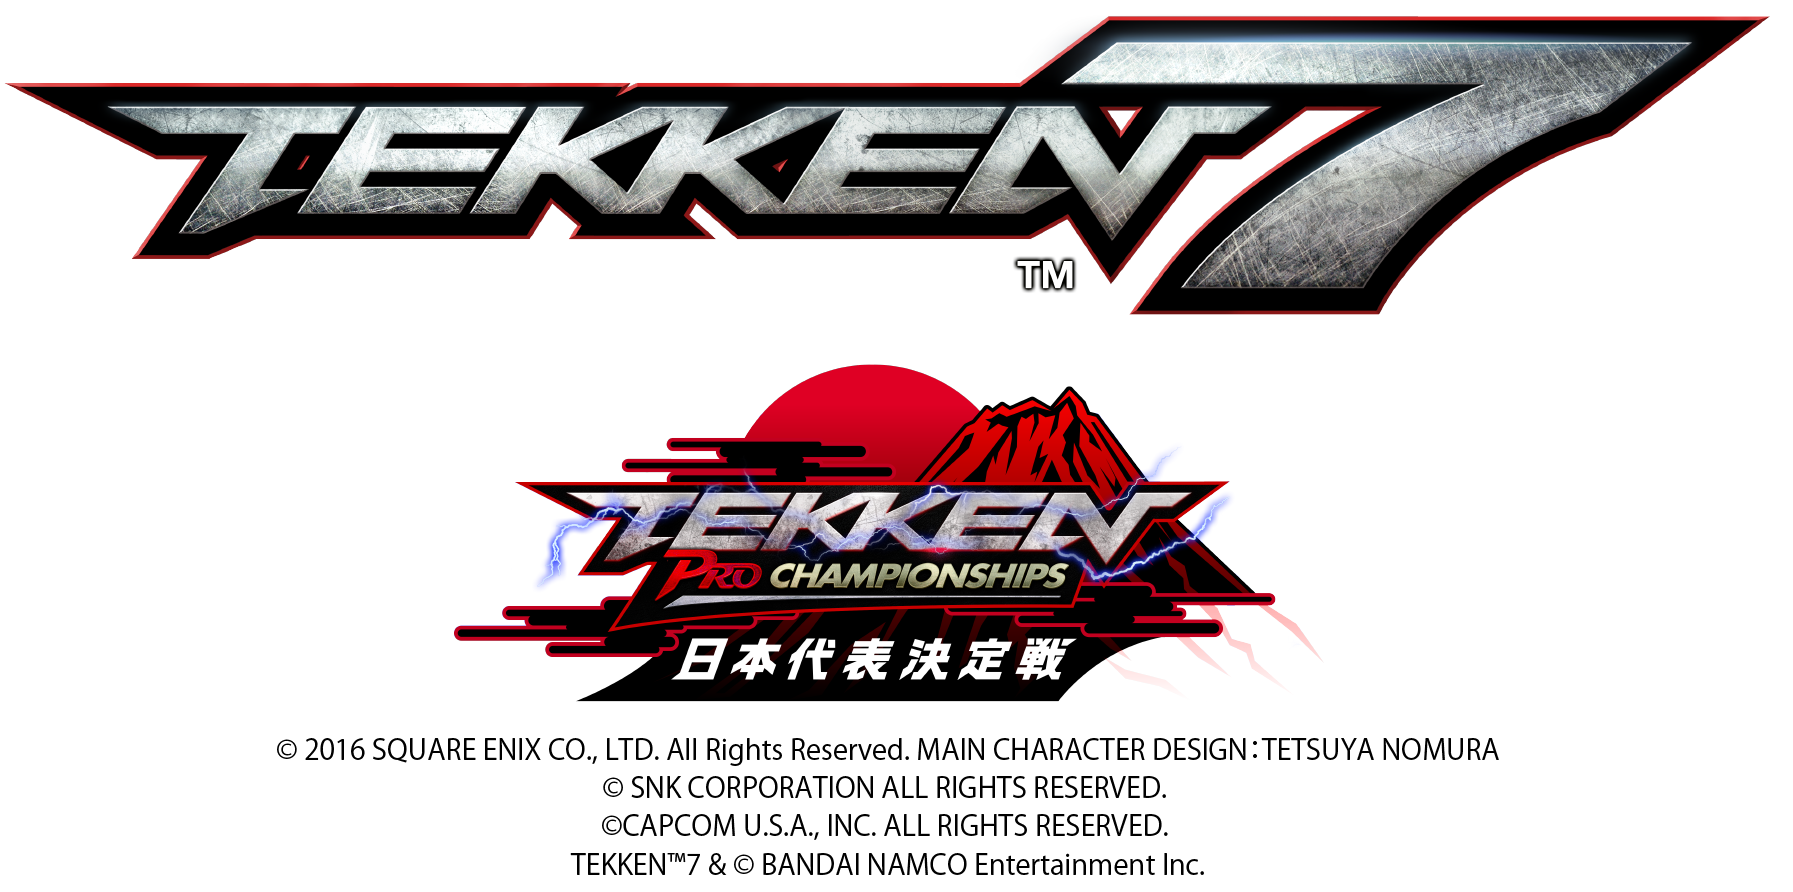 TEKKEN 7
TM
TEKKEN
PRO CHAMPIONSHIPS
日本代表決定戦
© 2016 SQUARE ENIX CO., LTD. All Rights Reserved. MAIN CHARACTER DESIGN：TETSUYA NOMURA
© SNK CORPORATION ALL RIGHTS RESERVED.
©CAPCOM U.S.A., INC. ALL RIGHTS RESERVED.
TEKKEN™7 & © BANDAI NAMCO Entertainment Inc.